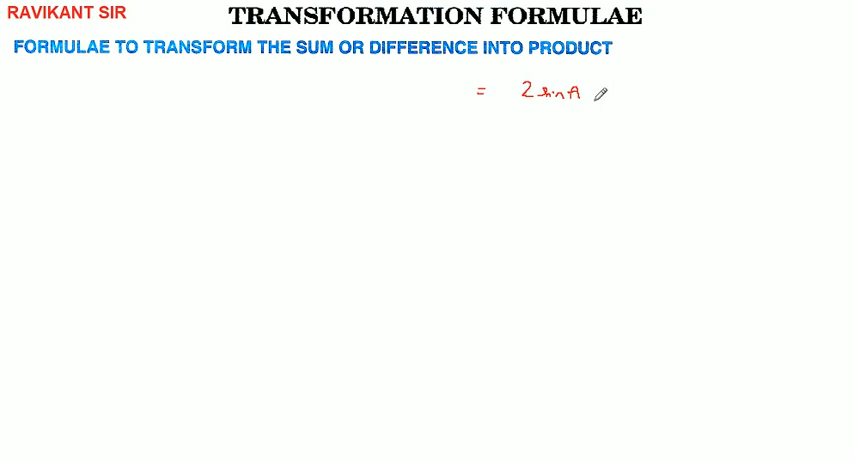 RAVIKANT SIR
TRANSFORMATION FORMULAE
FORMULAE TO TRANSFORM THE SUM OR DIFFERENCE INTO PRODUCT
= 2 sin A